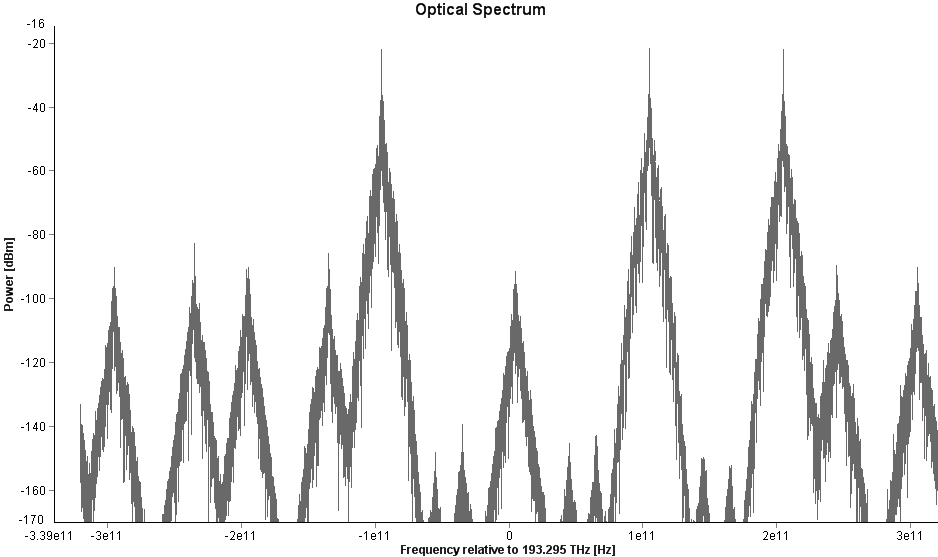 Optical Spectrum
-16
-20
-40
-60
-80
-100
-120
-140
-160
-170
Power [dBm]
-3.39e11 -3e11 -2e11 -1e11 0 1e11 2e11 3e11
Frequency relative to 193.295 THz [Hz]